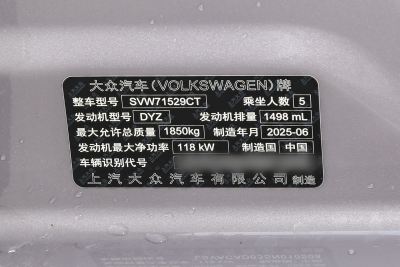 大众汽车(VOLKSWAGEN)牌
整车型号 SVW71529CT 乘坐人数 5
发动机型号 DYZ 发动机排量 1498 mL
最大允许总质量 1850kg 制造年月 2025-06
发动机最大净功率 118 kW 制造国 中国
车辆识别代号
上汽大众汽车有限公司 制造